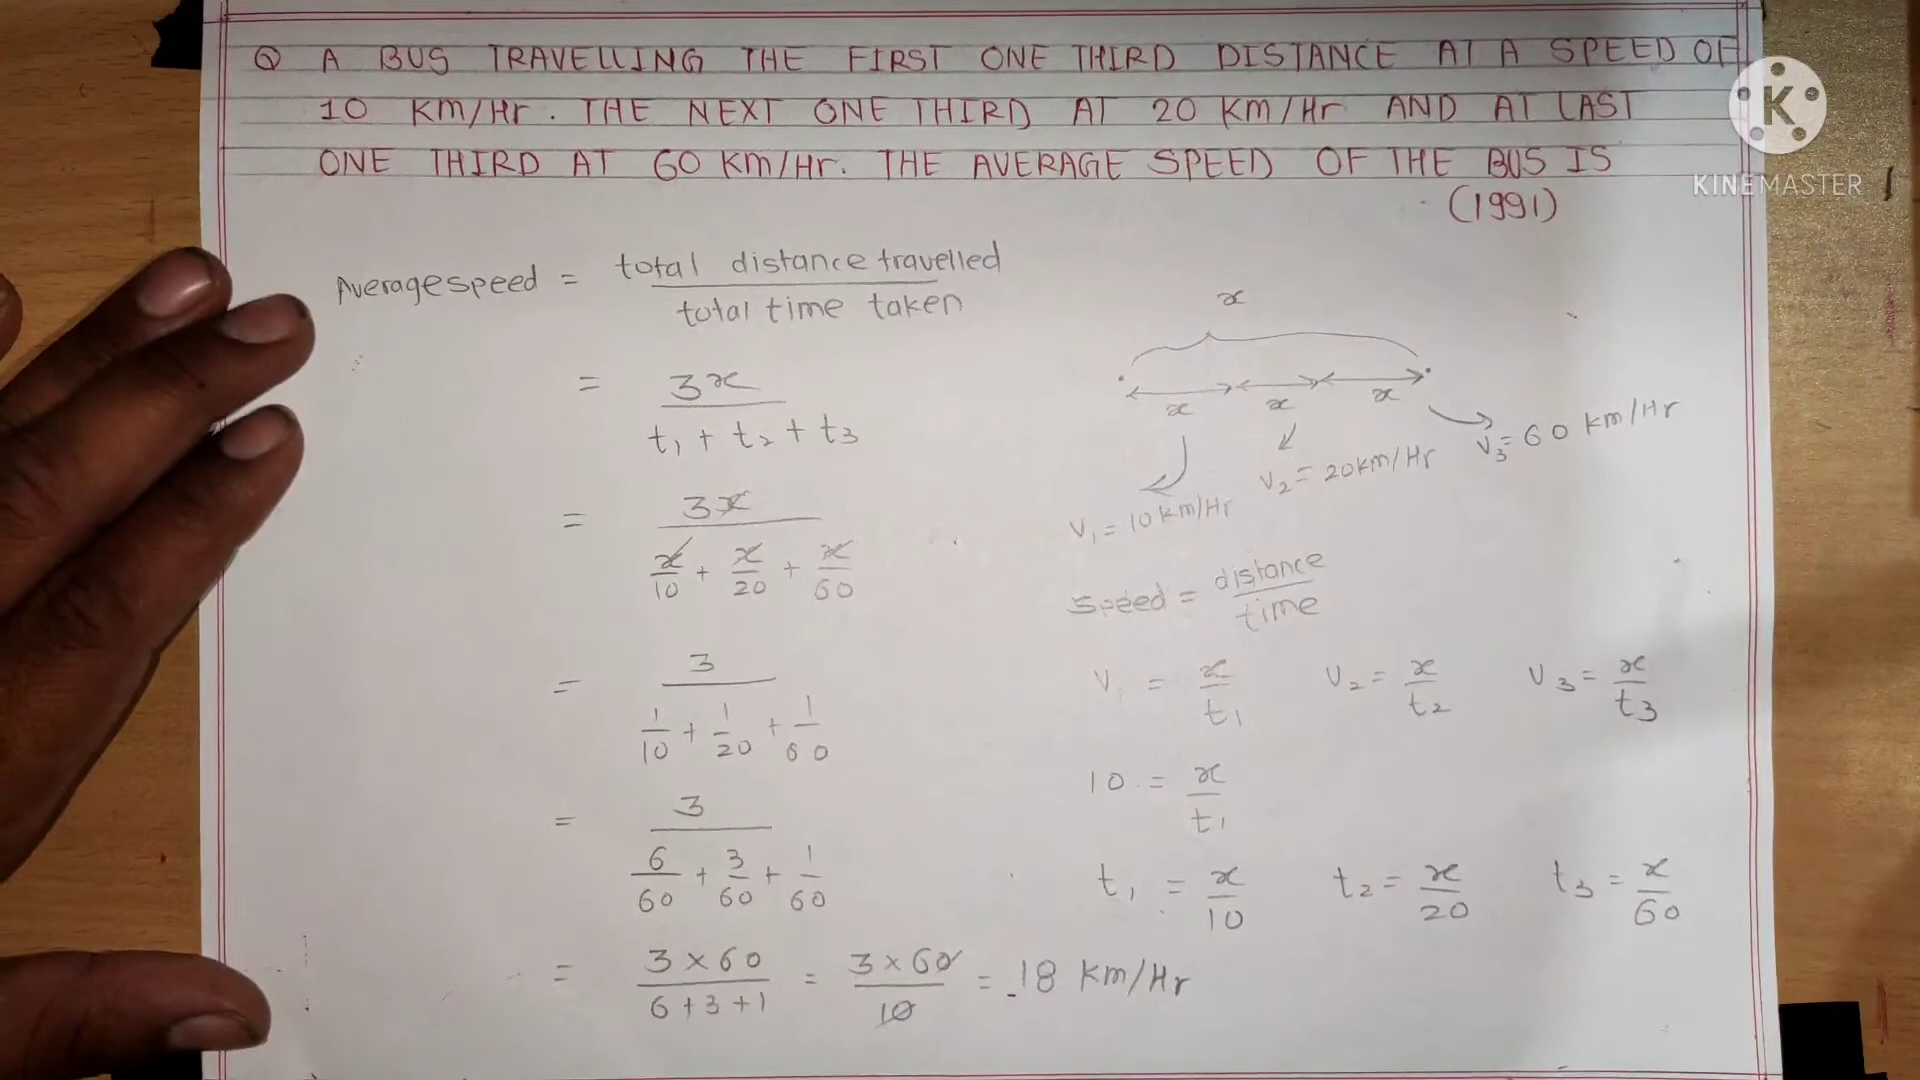 Q A BUS TRAVELLING THE FIRST ONE THIRD DISTANCE AT A SPEED OF
10 KM/Hr. THE NEXT ONE THIRD AT 20 KM/Hr AND AT LAST
ONE THIRD AT 60 KM/Hr. THE AVERAGE SPEED OF THE BUS IS
(1991)
K
KINEMASTER
Average speed = total distance travelled / total time taken
= 3x / t1 + t2 + t3
= 3x / x/10 + x/20 + x/60
= 3 / 1/10 + 1/20 + 1/60
= 3 / 6/60 + 3/60 + 1/60
= 3 × 60 / 6 + 3 + 1 = 3 × 60 / 10 = 18 KM/Hr
x
x x x
V1 = 10 KM/Hr V2 = 20 KM/Hr V3 = 60 KM/Hr
speed = distance / time
V1 = x/t1 V2 = x/t2 V3 = x/t3
10 = x/t1
t1 = x/10 t2 = x/20 t3 = x/60